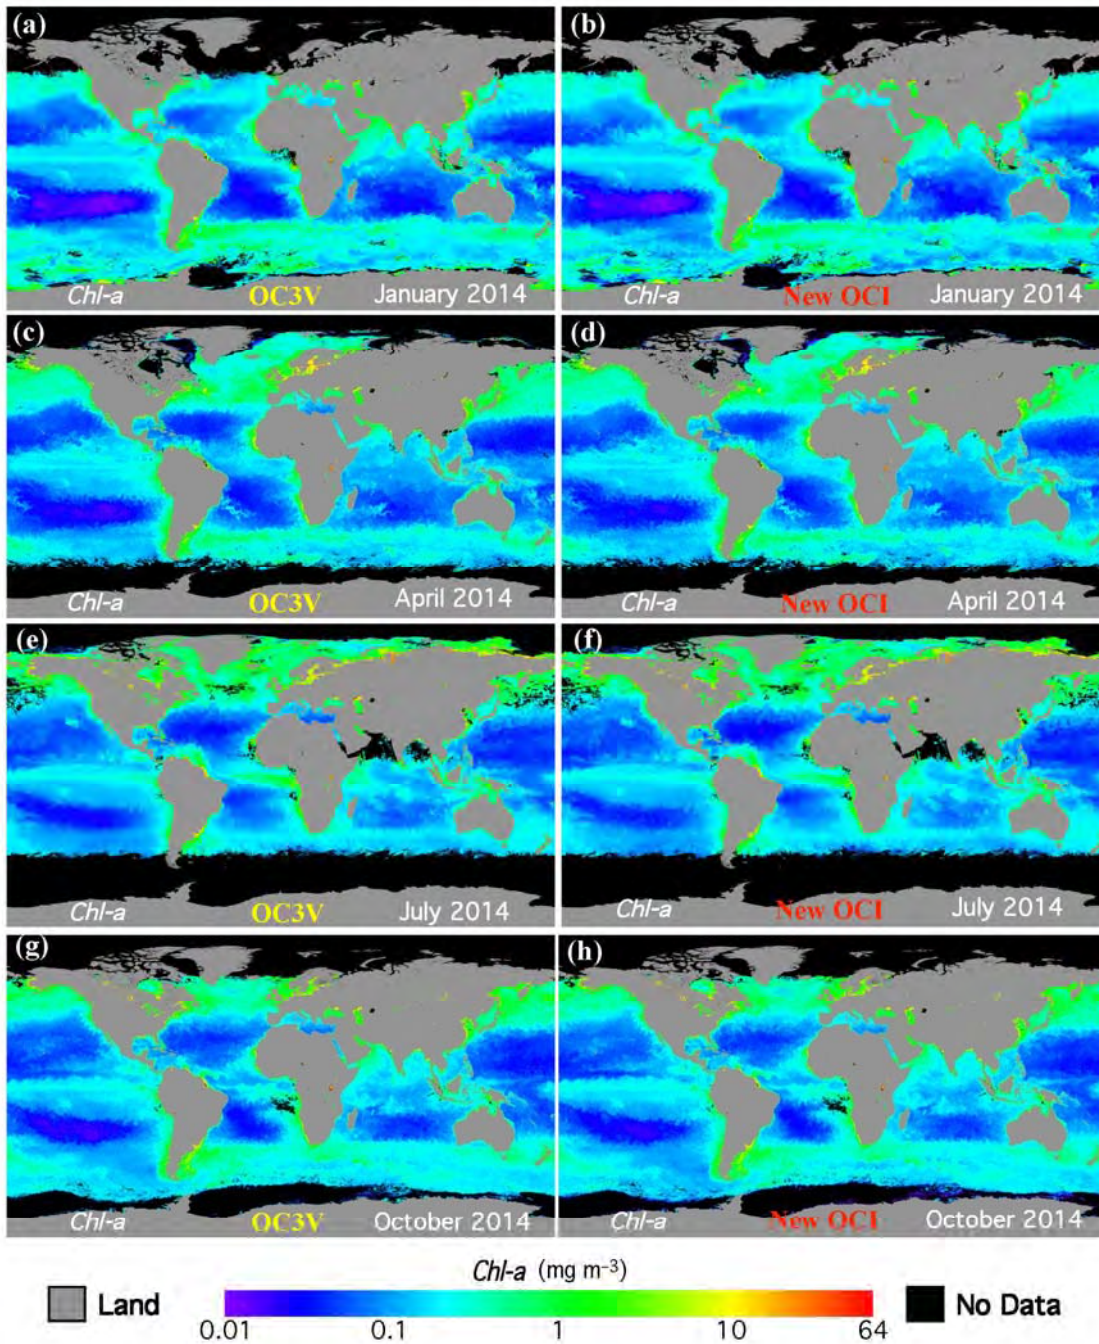 (a) (b)
Chl-a OC3V January 2014 Chl-a New OCI January 2014
(c) (d)
Chl-a OC3V April 2014 Chl-a New OCI April 2014
(e) (f)
Chl-a OC3V July 2014 Chl-a New OCI July 2014
(g) (h)
Chl-a OC3V October 2014 Chl-a New OCI October 2014
Chl-a (mg m⁻³)
Land No Data
0.01 0.1 1 10 64